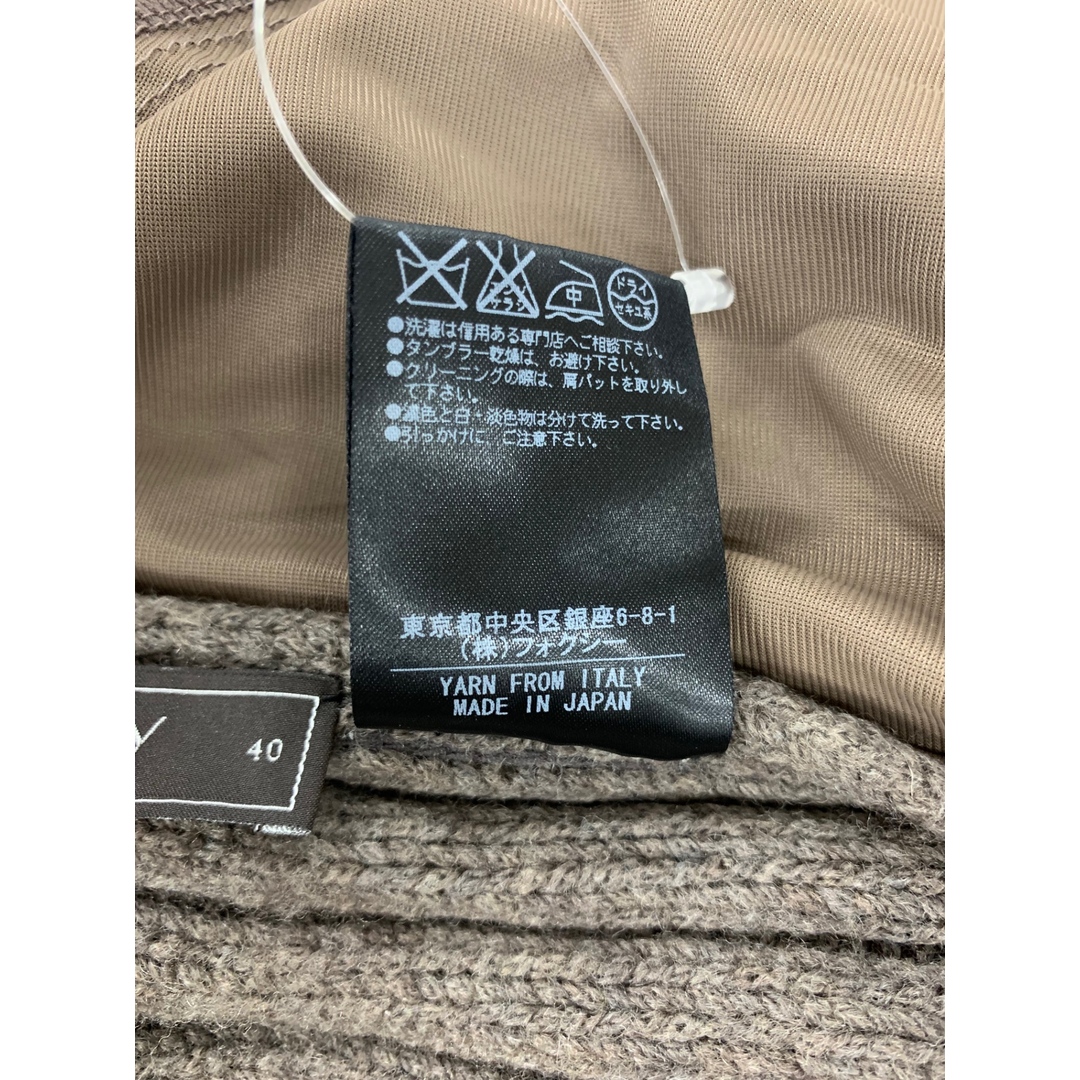 サラシ
中
ドライ
セキユ系
●洗濯は信用ある専門店へご相談下さい。
●タンブラー乾燥は、お避け下さい。
●クリーニングの際は、肩パットを取り外し
て下さい。
●濃色と白・淡色物は分けて洗って下さい。
●引っかけに、ご注意下さい。
東京都中央区銀座6-8-1
(株)フォクシー
YARN FROM ITALY
MADE IN JAPAN
Y
40